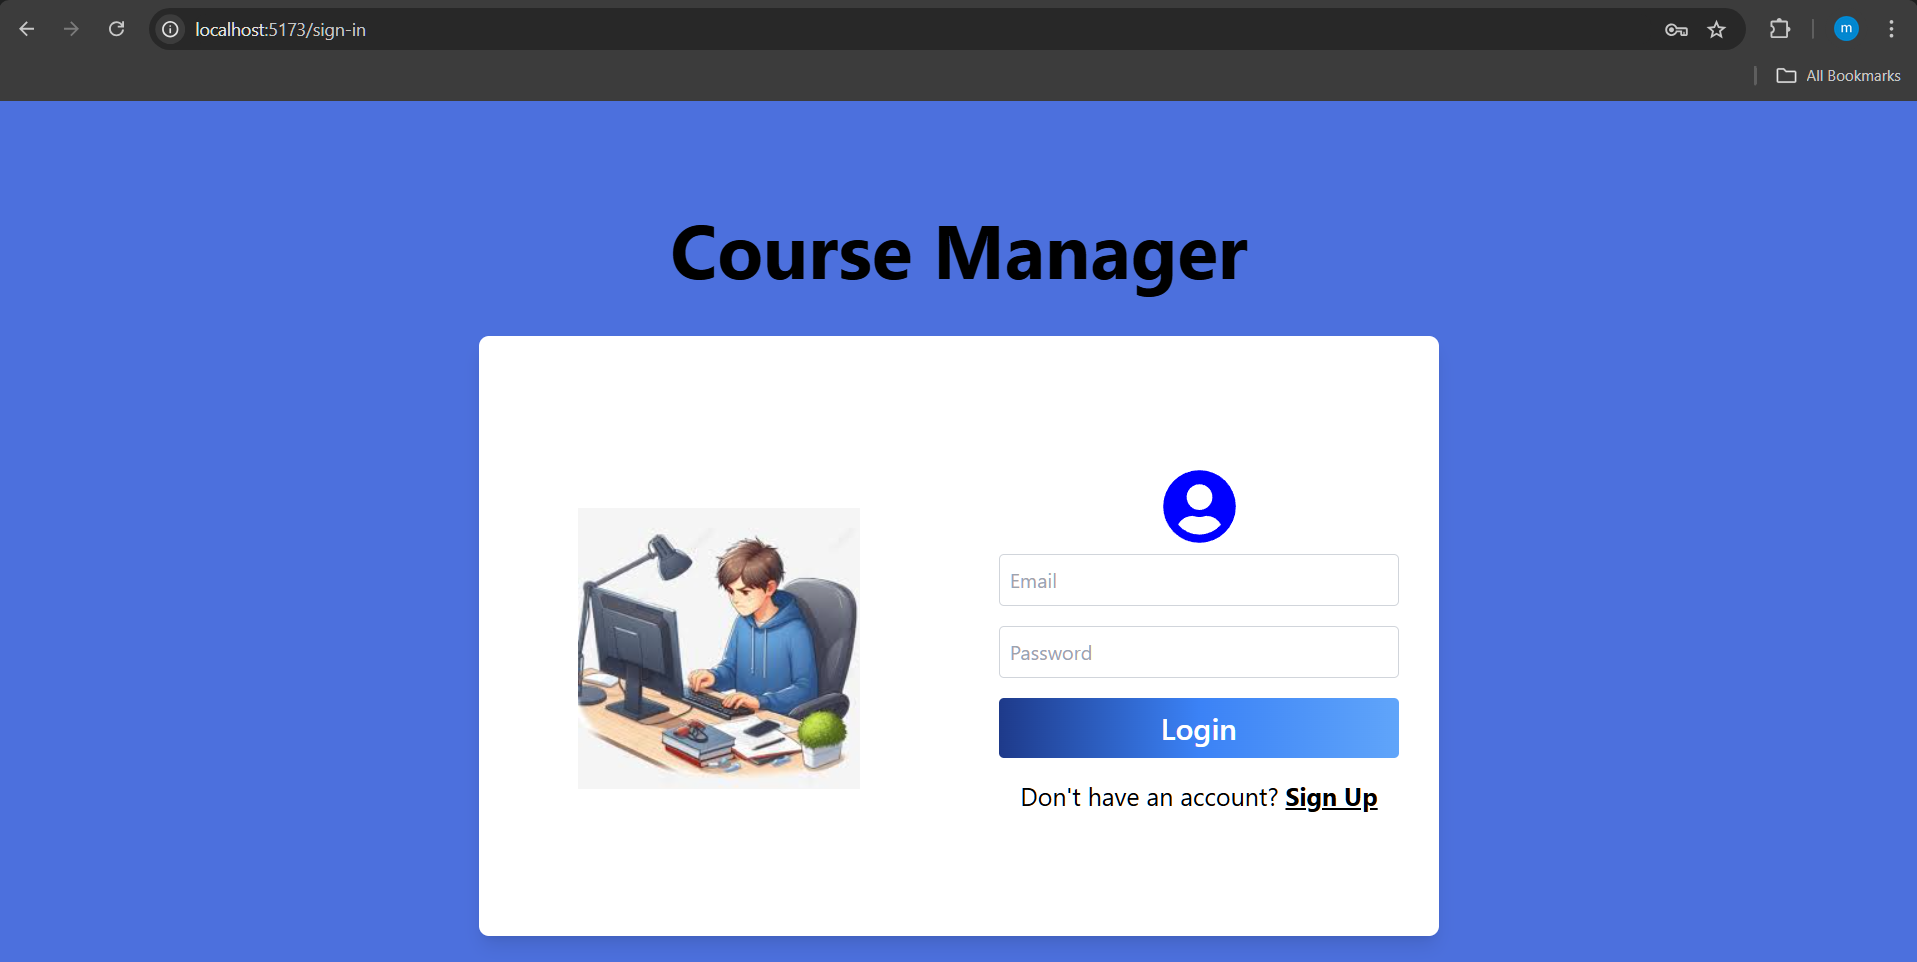 localhost:5173/sign-in
m
All Bookmarks
Course Manager
Email
Password
Login
Don't have an account? Sign Up